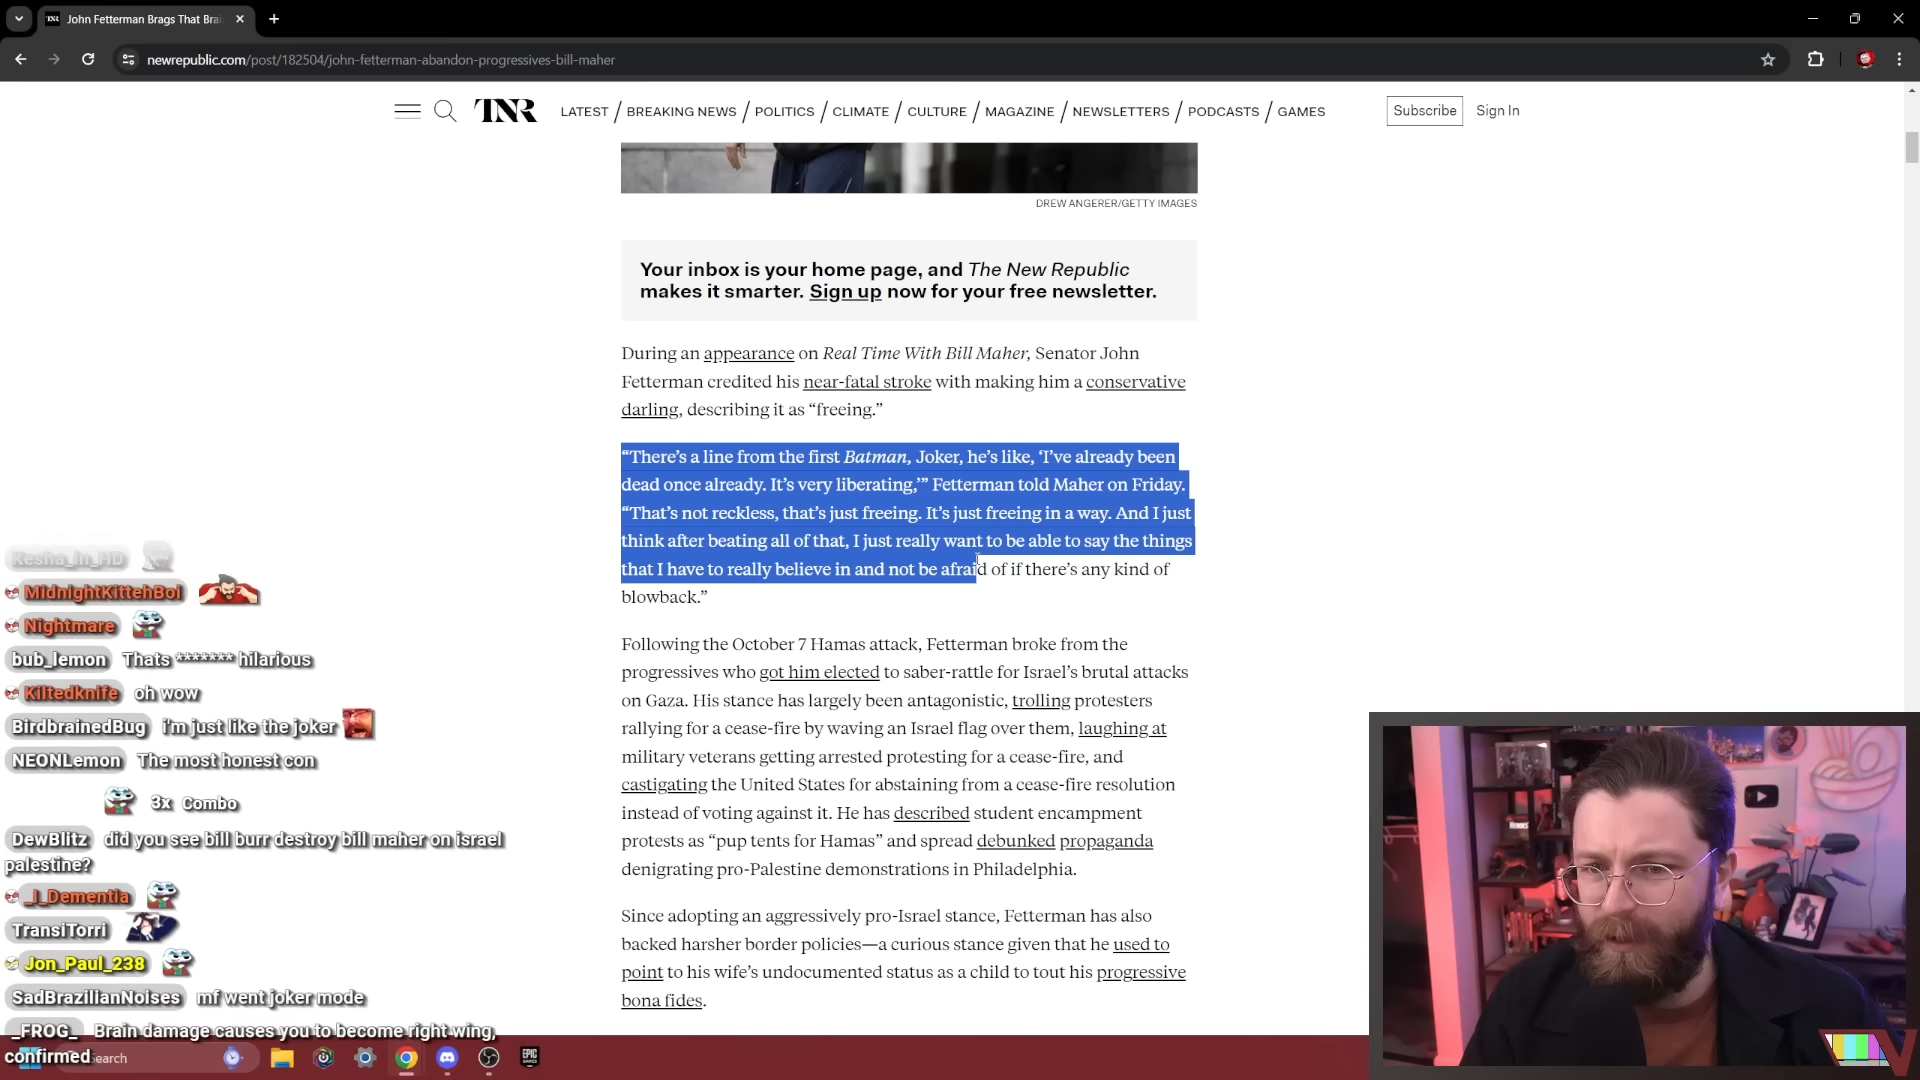 TNR John Fetterman Brags That Brai
newrepublic.com/post/182504/john-fetterman-abandon-progressives-bill-maher
TNR LATEST / BREAKING NEWS / POLITICS / CLIMATE / CULTURE / MAGAZINE / NEWSLETTERS / PODCASTS / GAMES Subscribe Sign In
DREW ANGERER/GETTY IMAGES
Your inbox is your home page, and The New Republic
makes it smarter. Sign up now for your free newsletter.
During an appearance on Real Time With Bill Maher, Senator John
Fetterman credited his near-fatal stroke with making him a conservative
darling, describing it as “freeing.”
“There’s a line from the first Batman, Joker, he’s like, ‘I’ve already been
dead once already. It’s very liberating,’” Fetterman told Maher on Friday.
“That’s not reckless, that’s just freeing. It’s just freeing in a way. And I just
think after beating all of that, I just really want to be able to say the things
that I have to really believe in and not be afraid of if there’s any kind of
blowback.”
Following the October 7 Hamas attack, Fetterman broke from the
progressives who got him elected to saber-rattle for Israel’s brutal attacks
on Gaza. His stance has largely been antagonistic, trolling protesters
rallying for a cease-fire by waving an Israel flag over them, laughing at
military veterans getting arrested protesting for a cease-fire, and
castigating the United States for abstaining from a cease-fire resolution
instead of voting against it. He has described student encampment
protests as “pup tents for Hamas” and spread debunked propaganda
denigrating pro-Palestine demonstrations in Philadelphia.
Since adopting an aggressively pro-Israel stance, Fetterman has also
backed harsher border policies—a curious stance given that he used to
point to his wife’s undocumented status as a child to tout his progressive
bona fides.
Kesha_In_HD
MidnightKittehBoi
Nightmare
bub_lemon Thats ******* hilarious
Kiltedknife oh wow
BirdbrainedBug i'm just like the joker
NEONLemon The most honest con
3x Combo
DewBlitz did you see bill burr destroy bill maher on israel
palestine?
_I_Dementia
TransiTorri
Jon_Paul_238
SadBrazilianNoises mf went joker mode
_FROG_ Brain damage causes you to become right wing,
confirmed
earch
EPIC
GAMES